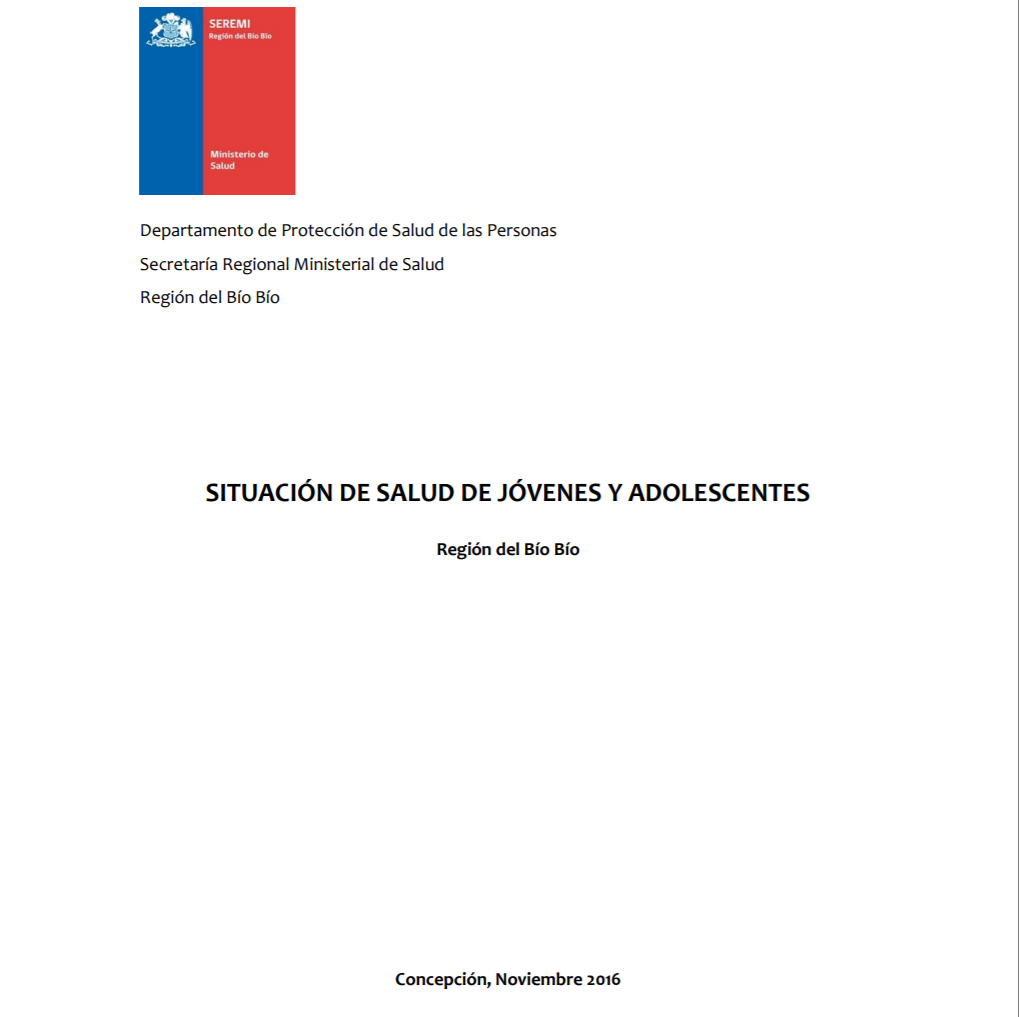 SEREMI
Región del Bío Bío
Ministerio de
Salud
Departamento de Protección de Salud de las Personas
Secretaría Regional Ministerial de Salud
Región del Bío Bío
SITUACIÓN DE SALUD DE JÓVENES Y ADOLESCENTES
Región del Bío Bío
Concepción, Noviembre 2016